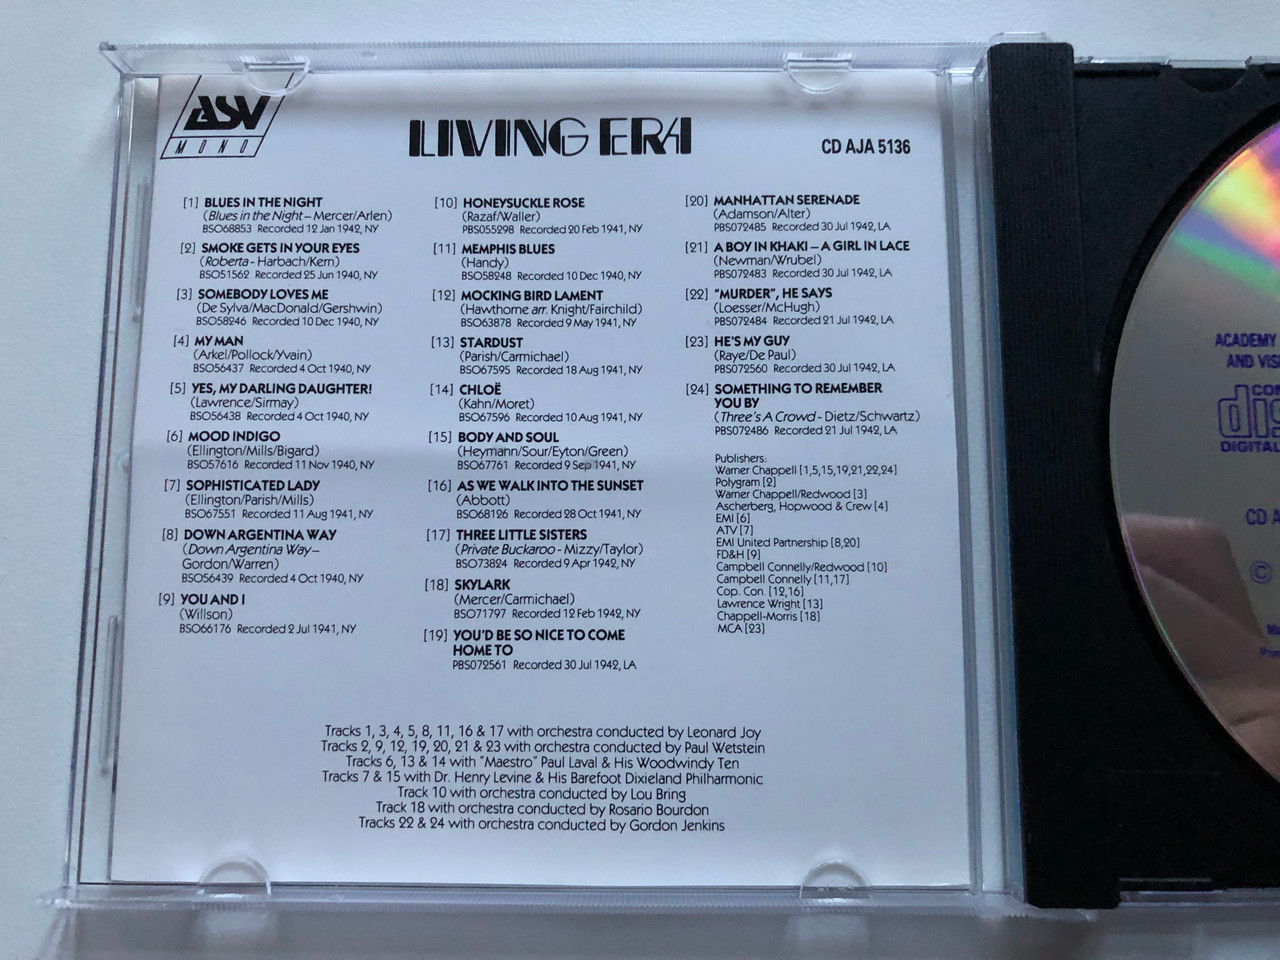 ASV
MONO
LIVING ERA
CD AJA 5136
[1] BLUES IN THE NIGHT
(Blues in the Night – Mercer/Arlen)
BSO68853 Recorded 12 Jan 1942, NY
[2] SMOKE GETS IN YOUR EYES
(Roberta - Harbach/Kern)
BSO51562 Recorded 25 Jun 1940, NY
[3] SOMEBODY LOVES ME
(De Sylva/MacDonald/Gershwin)
BSO58246 Recorded 10 Dec 1940, NY
[4] MY MAN
(Arkel/Pollock/Yvain)
BSO56437 Recorded 4 Oct 1940, NY
[5] YES, MY DARLING DAUGHTER!
(Lawrence/Sirmay)
BSO56438 Recorded 4 Oct 1940, NY
[6] MOOD INDIGO
(Ellington/Mills/Bigard)
BSO57616 Recorded 11 Nov 1940, NY
[7] SOPHISTICATED LADY
(Ellington/Parish/Mills)
BSO67551 Recorded 11 Aug 1941, NY
[8] DOWN ARGENTINA WAY
(Down Argentina Way –
Gordon/Warren)
BSO56439 Recorded 4 Oct 1940, NY
[9] YOU AND I
(Willson)
BSO66176 Recorded 2 Jul 1941, NY
[10] HONEYSUCKLE ROSE
(Razaf/Waller)
PBS055298 Recorded 20 Feb 1941, NY
[11] MEMPHIS BLUES
(Handy)
BSO58248 Recorded 10 Dec 1940, NY
[12] MOCKING BIRD LAMENT
(Hawthorne arr. Knight/Fairchild)
BSO63878 Recorded 9 May 1941, NY
[13] STARDUST
(Parish/Carmichael)
BSO67595 Recorded 18 Aug 1941, NY
[14] CHLOË
(Kahn/Moret)
BSO67596 Recorded 10 Aug 1941, NY
[15] BODY AND SOUL
(Heymann/Sour/Eyton/Green)
BSO67761 Recorded 9 Sep 1941, NY
[16] AS WE WALK INTO THE SUNSET
(Abbott)
BSO68126 Recorded 28 Oct 1941, NY
[17] THREE LITTLE SISTERS
(Private Buckaroo - Mizzy/Taylor)
BSO73824 Recorded 9 Apr 1942, NY
[18] SKYLARK
(Mercer/Carmichael)
BSO71797 Recorded 12 Feb 1942, NY
[19] YOU'D BE SO NICE TO COME
HOME TO
PBS072561 Recorded 30 Jul 1942, LA
[20] MANHATTAN SERENADE
(Adamson/Alter)
PBS072485 Recorded 30 Jul 1942, LA
[21] A BOY IN KHAKI – A GIRL IN LACE
(Newman/Wrubel)
PBS072483 Recorded 30 Jul 1942, LA
[22] "MURDER", HE SAYS
(Loesser/McHugh)
PBS072484 Recorded 21 Jul 1942, LA
[23] HE'S MY GUY
(Raye/De Paul)
PBS072560 Recorded 30 Jul 1942, LA
[24] SOMETHING TO REMEMBER
YOU BY
(Three's A Crowd - Dietz/Schwartz)
PBS072486 Recorded 21 Jul 1942, LA
Publishers:
Warner Chappell [1,5,15,19,21,22,24]
Polygram [2]
Warner Chappell/Redwood [3]
Ascherberg, Hopwood & Crew [4]
EMI [6]
ATV [7]
EMI United Partnership [8,20]
FD&H [9]
Campbell Connelly/Redwood [10]
Campbell Connelly [11,17]
Cop. Con. [12,16]
Lawrence Wright [13]
Chappell-Morris [18]
MCA [23]
Tracks 1, 3, 4, 5, 8, 11, 16 & 17 with orchestra conducted by Leonard Joy
Tracks 2, 9, 12, 19, 20, 21 & 23 with orchestra conducted by Paul Wetstein
Tracks 6, 13 & 14 with "Maestro" Paul Laval & His Woodwindy Ten
Tracks 7 & 15 with Dr. Henry Levine & His Barefoot Dixieland Philharmonic
Track 10 with orchestra conducted by Lou Bring
Track 18 with orchestra conducted by Rosario Bourdon
Tracks 22 & 24 with orchestra conducted by Gordon Jenkins
ACADEMY
AND
DIGITAL
CD
©